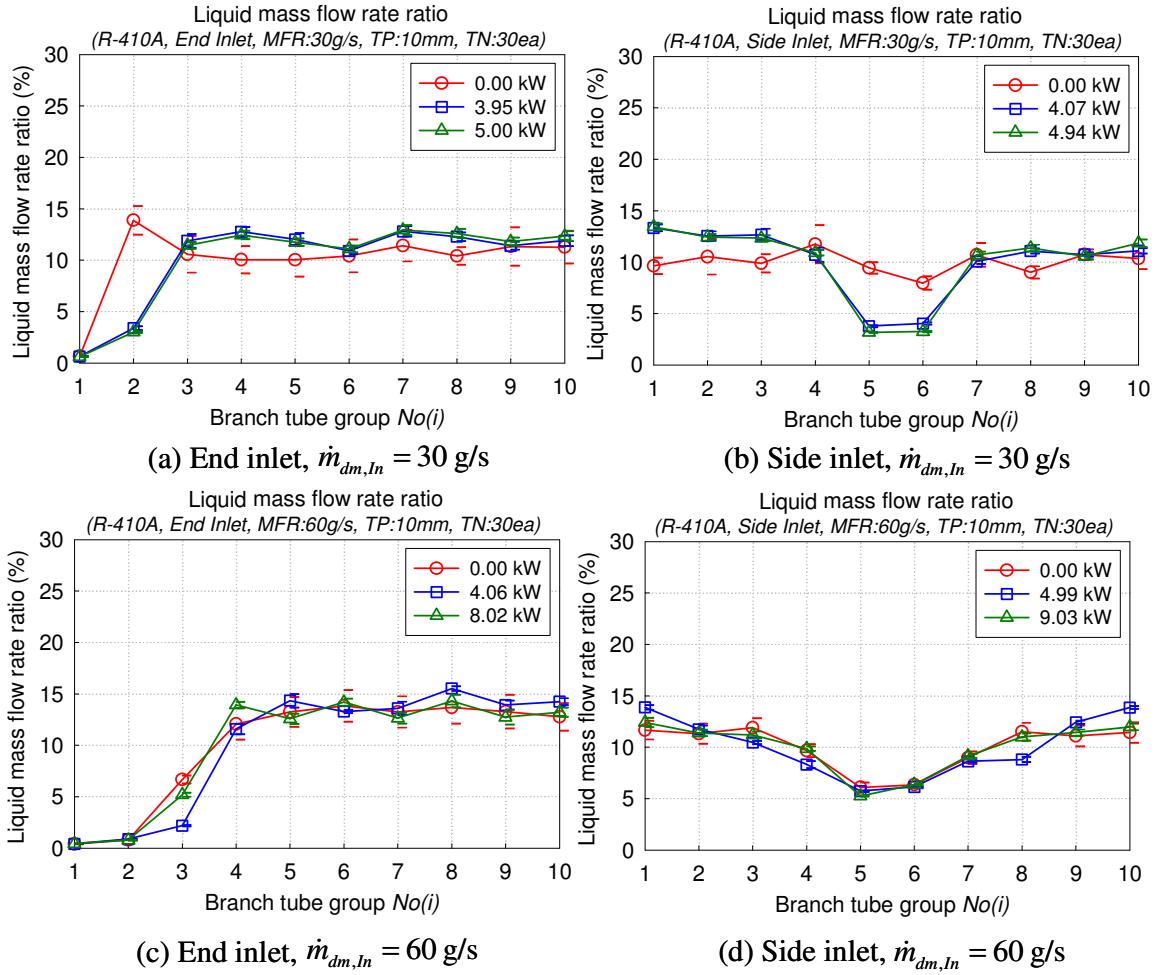 Liquid mass flow rate ratio
(R-410A, End Inlet, MFR:30g/s, TP:10mm, TN:30ea)
Liquid mass flow rate ratio (%)
30
25
20
15
10
5
0
0.00 kW
3.95 kW
5.00 kW
1 2 3 4 5 6 7 8 9 10
Branch tube group No(i)
(a) End inlet, ṁ_dm,In = 30 g/s
Liquid mass flow rate ratio
(R-410A, Side Inlet, MFR:30g/s, TP:10mm, TN:30ea)
Liquid mass flow rate ratio (%)
30
25
20
15
10
5
0
0.00 kW
4.07 kW
4.94 kW
1 2 3 4 5 6 7 8 9 10
Branch tube group No(i)
(b) Side inlet, ṁ_dm,In = 30 g/s
Liquid mass flow rate ratio
(R-410A, End Inlet, MFR:60g/s, TP:10mm, TN:30ea)
Liquid mass flow rate ratio (%)
30
25
20
15
10
5
0
0.00 kW
4.06 kW
8.02 kW
1 2 3 4 5 6 7 8 9 10
Branch tube group No(i)
(c) End inlet, ṁ_dm,In = 60 g/s
Liquid mass flow rate ratio
(R-410A, Side Inlet, MFR:60g/s, TP:10mm, TN:30ea)
Liquid mass flow rate ratio (%)
30
25
20
15
10
5
0
0.00 kW
4.99 kW
9.03 kW
1 2 3 4 5 6 7 8 9 10
Branch tube group No(i)
(d) Side inlet, ṁ_dm,In = 60 g/s